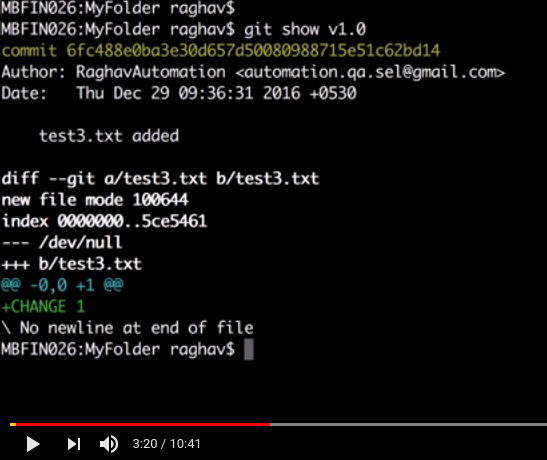 MBFIN026:MyFolder raghav$
MBFIN026:MyFolder raghav$ git show v1.0
commit 6fc488e0ba3e30d657d50080988715e51c62bd14
Author: RaghavAutomation <automation.qa.sel@gmail.com>
Date:   Thu Dec 29 09:36:31 2016 +0530
test3.txt added
diff --git a/test3.txt b/test3.txt
new file mode 100644
index 0000000..5ce5461
--- /dev/null
+++ b/test3.txt
@@ -0,0 +1 @@
+CHANGE 1
\ No newline at end of file
MBFIN026:MyFolder raghav$
3:20 / 10:41